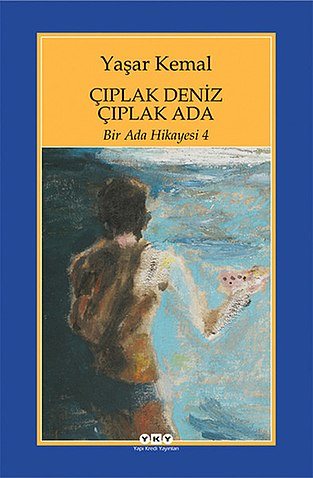 Yaşar Kemal
ÇIPLAK DENİZ
ÇIPLAK ADA
Bir Ada Hikayesi 4
YKY
Yapı Kredi Yayınları